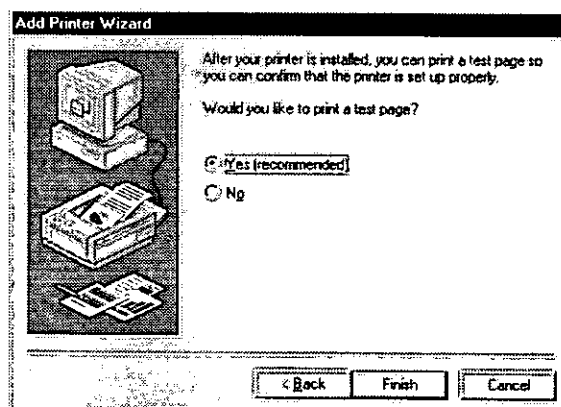 Add Printer Wizard
After your printer is installed, you can print a test page so
you can confirm that the printer is set up properly.
Would you like to print a test page?
Yes (recommended)
No
< Back
Finish
Cancel